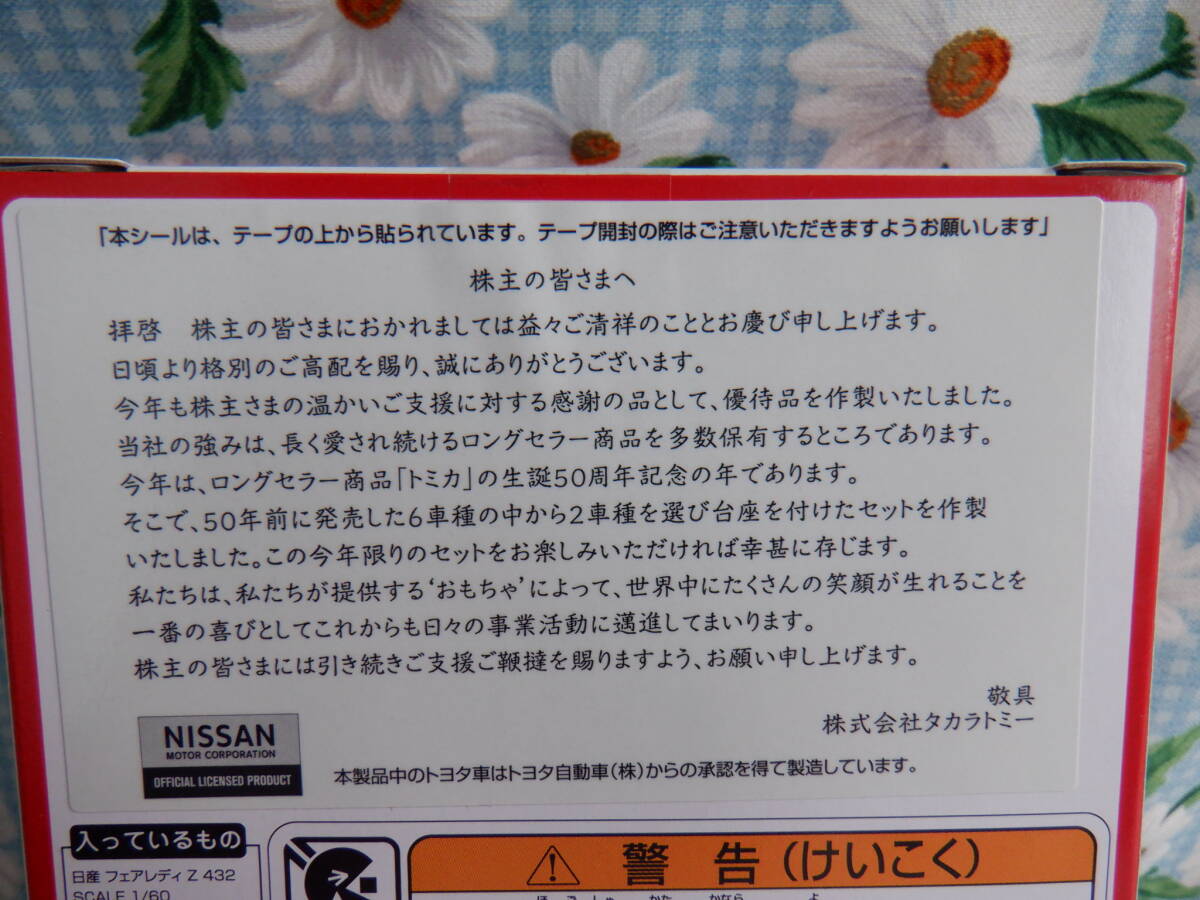 「本シールは、テープの上から貼られています。テープ開封の際はご注意いただきますようお願いします」
株主の皆さまへ
拝啓　株主の皆さまにおかれましては益々ご清祥のこととお慶び申し上げます。
日頃より格別のご高配を賜り、誠にありがとうございます。
今年も株主さまの温かいご支援に対する感謝の品として、優待品を作製いたしました。
当社の強みは、長く愛され続けるロングセラー商品を多数保有するところであります。
今年は、ロングセラー商品「トミカ」の生誕50周年記念の年であります。
そこで、50年前に発売した6車種の中から2車種を選び台座を付けたセットを作製
いたしました。この今年限りのセットをお楽しみいただければ幸甚に存じます。
私たちは、私たちが提供する‘おもちゃ’によって、世界中にたくさんの笑顔が生れることを
一番の喜びとしてこれからも日々の事業活動に邁進してまいります。
株主の皆さまには引き続きご支援ご鞭撻を賜りますよう、お願い申し上げます。
敬具
株式会社タカラトミー
NISSAN
MOTOR CORPORATION
OFFICIAL LICENSED PRODUCT
本製品中のトヨタ車はトヨタ自動車(株)からの承認を得て製造しています。
入っているもの
日産 フェアレディ Z 432
SCALE 1/60
警 告 (けいこく)